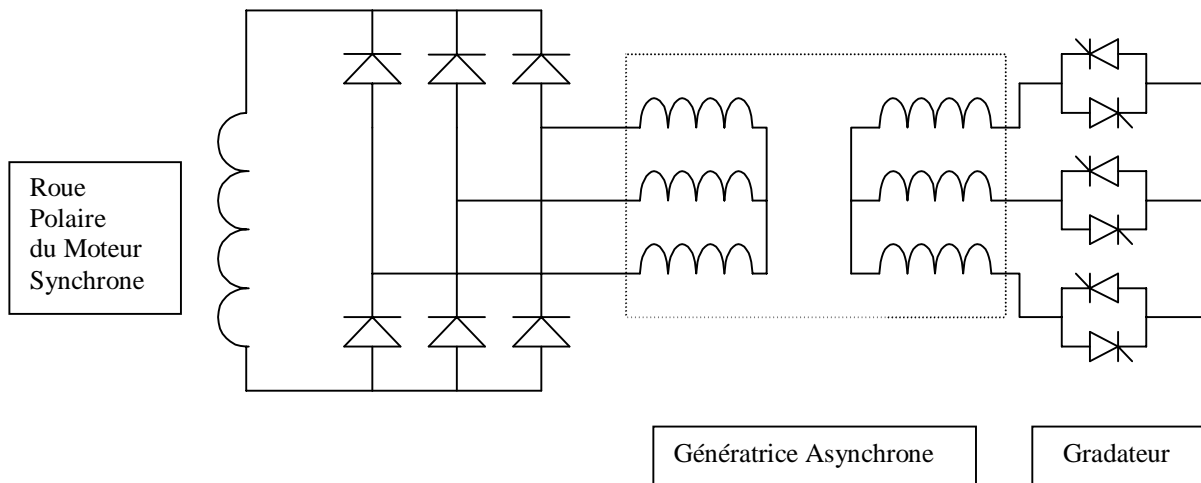 Roue
Polaire
du Moteur
Synchrone
Génératrice Asynchrone
Gradateur